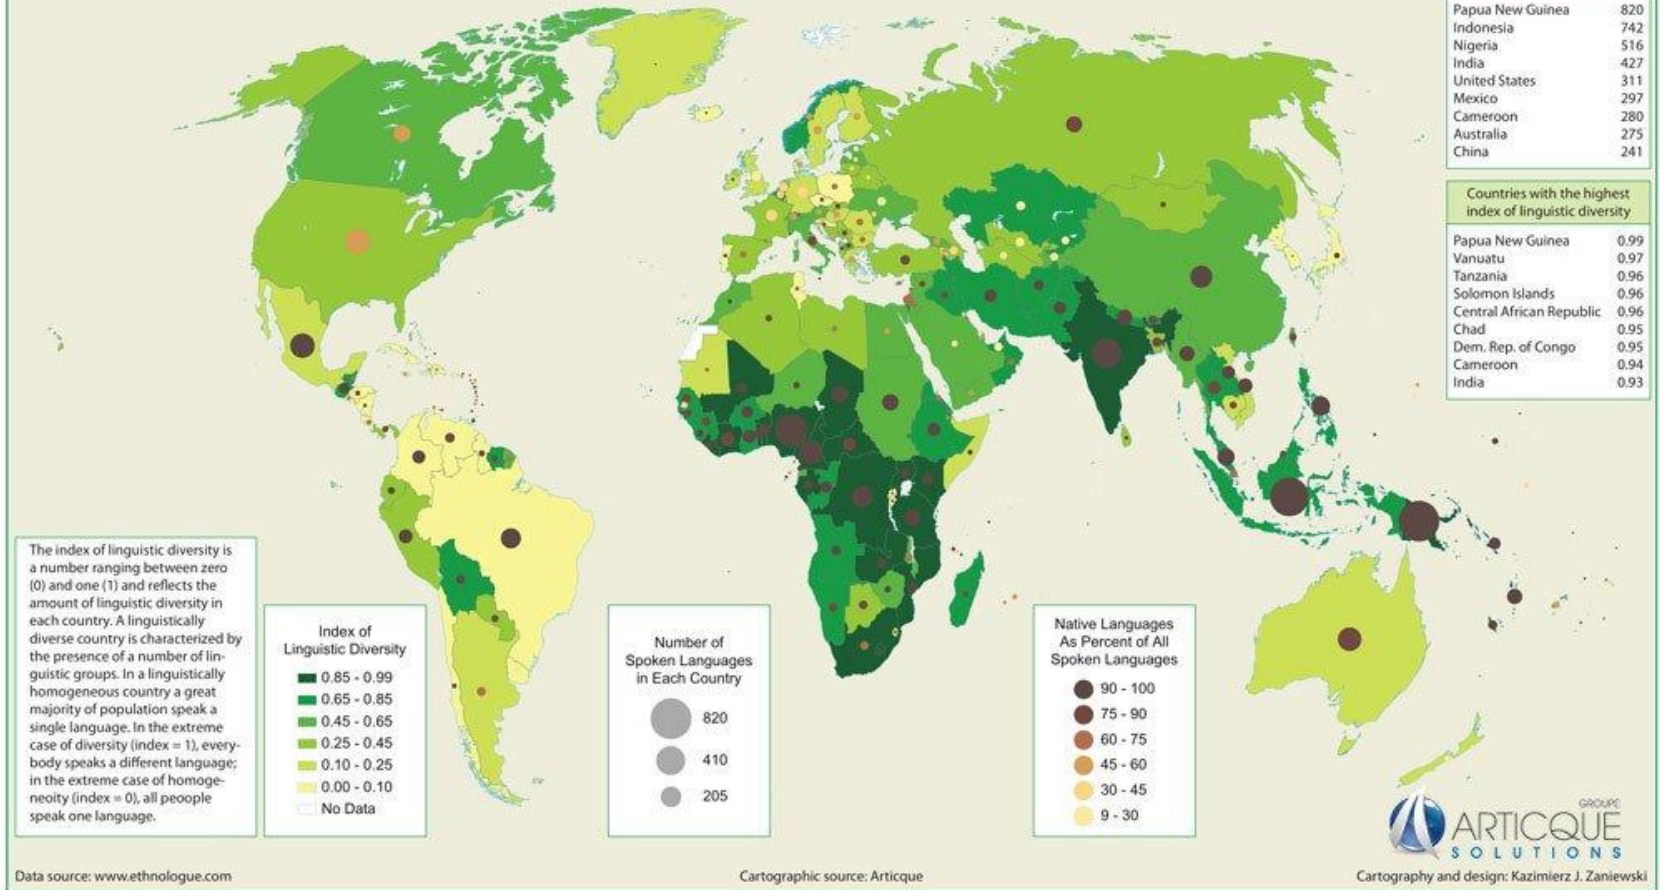 Papua New Guinea 820
Indonesia 742
Nigeria 516
India 427
United States 311
Mexico 297
Cameroon 280
Australia 275
China 241
Countries with the highest
index of linguistic diversity
Papua New Guinea 0.99
Vanuatu 0.97
Tanzania 0.96
Solomon Islands 0.96
Central African Republic 0.96
Chad 0.95
Dem. Rep. of Congo 0.95
Cameroon 0.94
India 0.93
The index of linguistic diversity is
a number ranging between zero
(0) and one (1) and reflects the
amount of linguistic diversity in
each country. A linguistically
diverse country is characterized by
the presence of a number of lin-
guistic groups. In a linguistically
homogeneous country a great
majority of population speak a
single language. In the extreme
case of diversity (index = 1), every-
body speaks a different language;
in the extreme case of homoge-
neity (index = 0), all peoople
speak one language.
Index of
Linguistic Diversity
0.85 - 0.99
0.65 - 0.85
0.45 - 0.65
0.25 - 0.45
0.10 - 0.25
0.00 - 0.10
No Data
Number of
Spoken Languages
in Each Country
820
410
205
Native Languages
As Percent of All
Spoken Languages
90 - 100
75 - 90
60 - 75
45 - 60
30 - 45
9 - 30
GROUPE
ARTICQUE
SOLUTIONS
Data source: www.ethnologue.com
Cartographic source: Articque
Cartography and design: Kazimierz J. Zaniewski